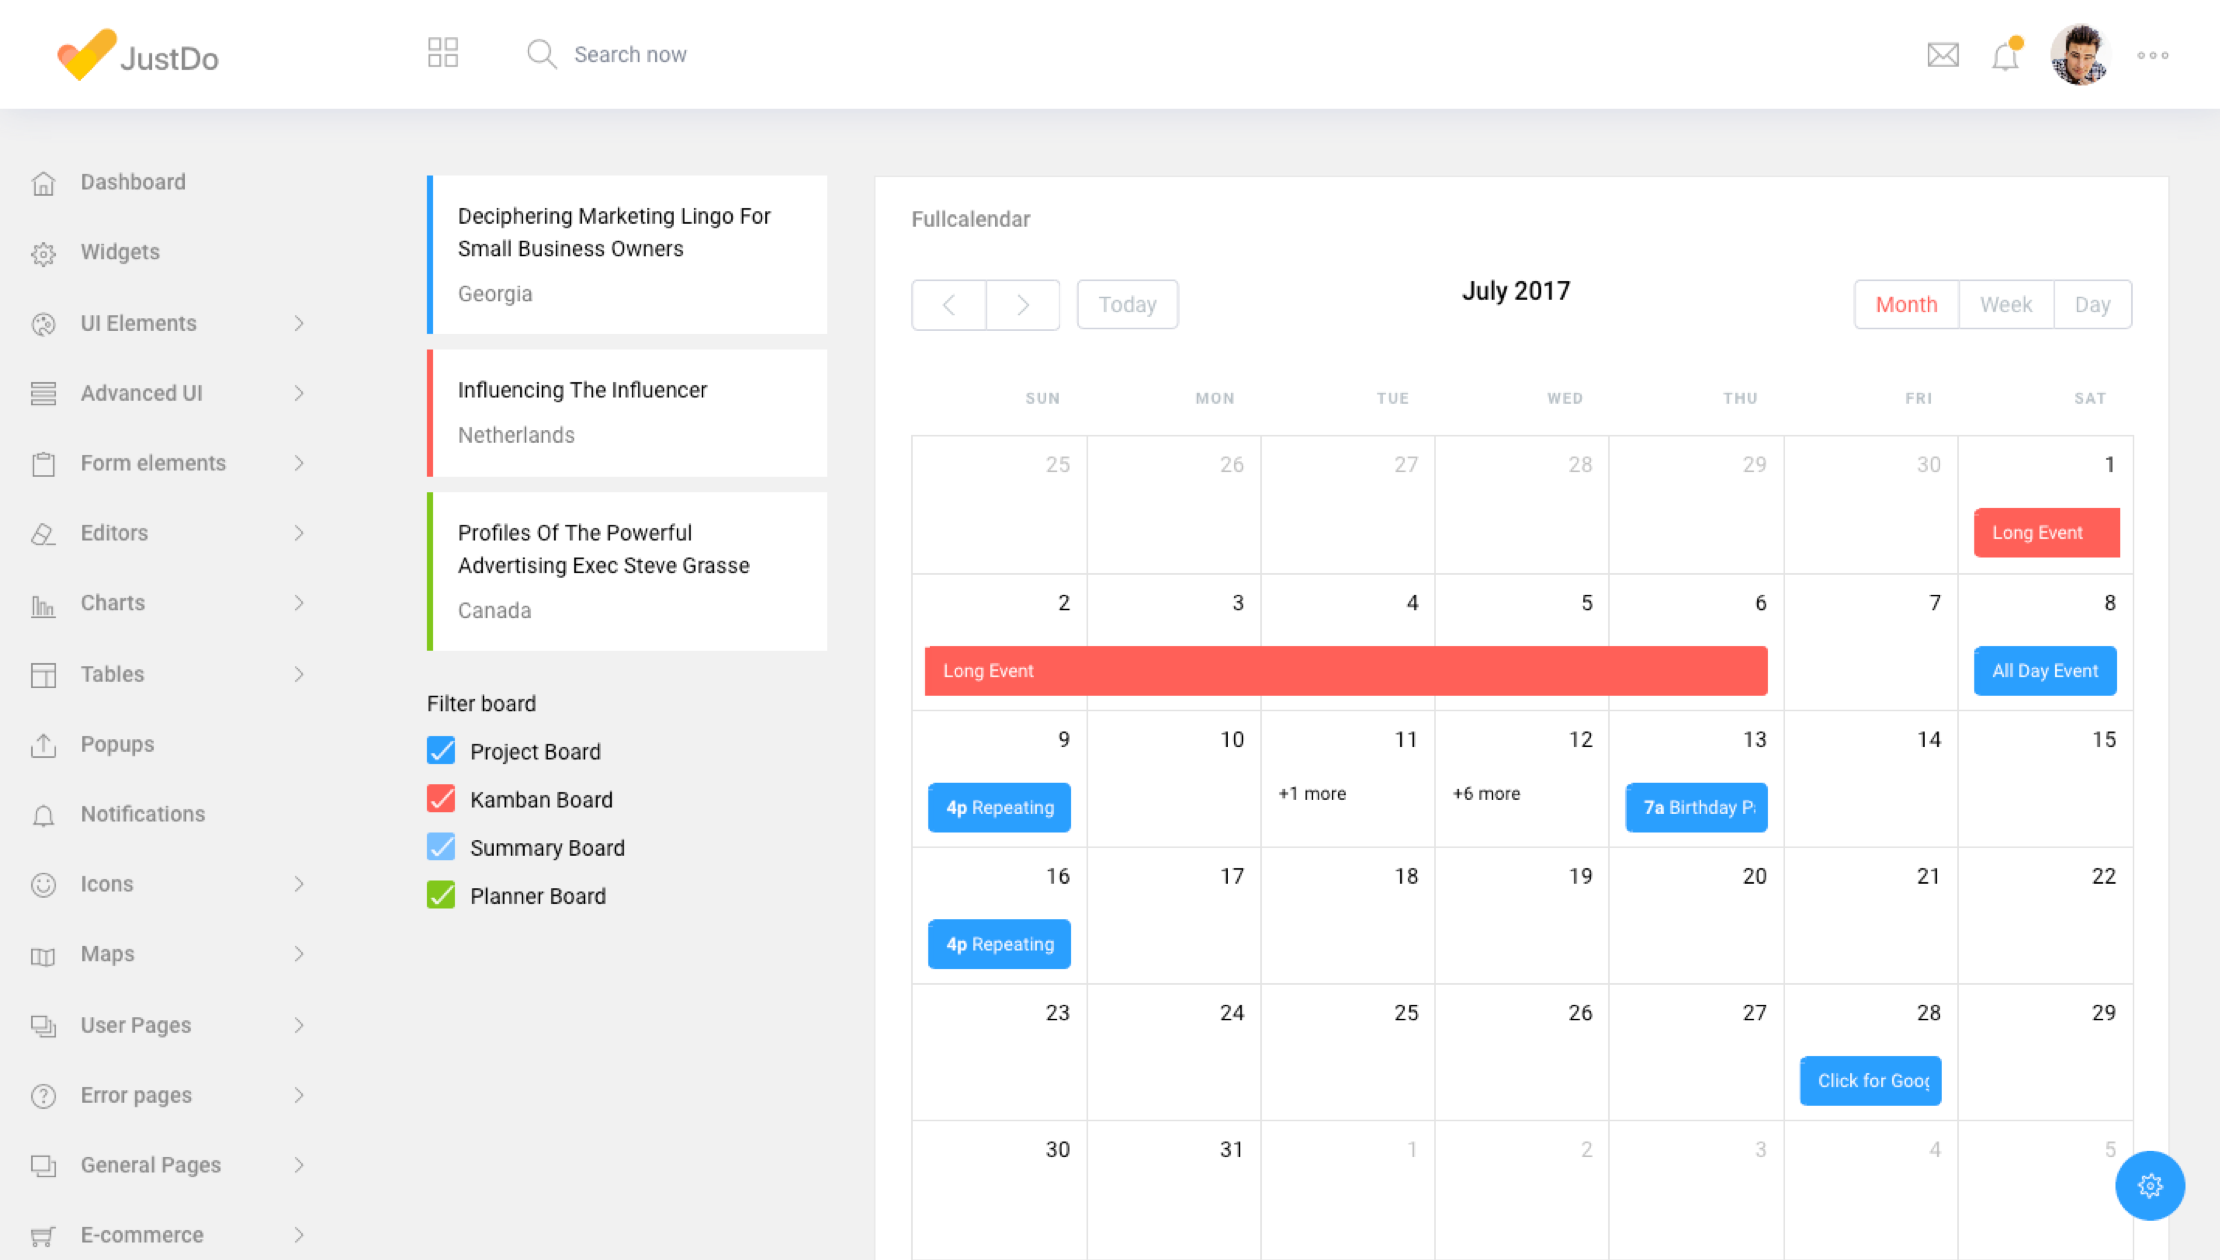 JustDo
Search now
Dashboard
Widgets
UI Elements
Advanced UI
Form elements
Editors
Charts
Tables
Popups
Notifications
Icons
Maps
User Pages
Error pages
General Pages
E-commerce
Deciphering Marketing Lingo For
Small Business Owners
Georgia
Influencing The Influencer
Netherlands
Profiles Of The Powerful
Advertising Exec Steve Grasse
Canada
Filter board
Project Board
Kamban Board
Summary Board
Planner Board
Fullcalendar
Today
July 2017
Month Week Day
SUN MON TUE WED THU FRI SAT
25 26 27 28 29 30 1
Long Event
2 3 4 5 6 7 8
Long Event All Day Event
9 10 11 12 13 14 15
4p Repeating +1 more +6 more 7a Birthday
16 17 18 19 20 21 22
4p Repeating
23 24 25 26 27 28 29
Click for
30 31 1 2 3 4 5